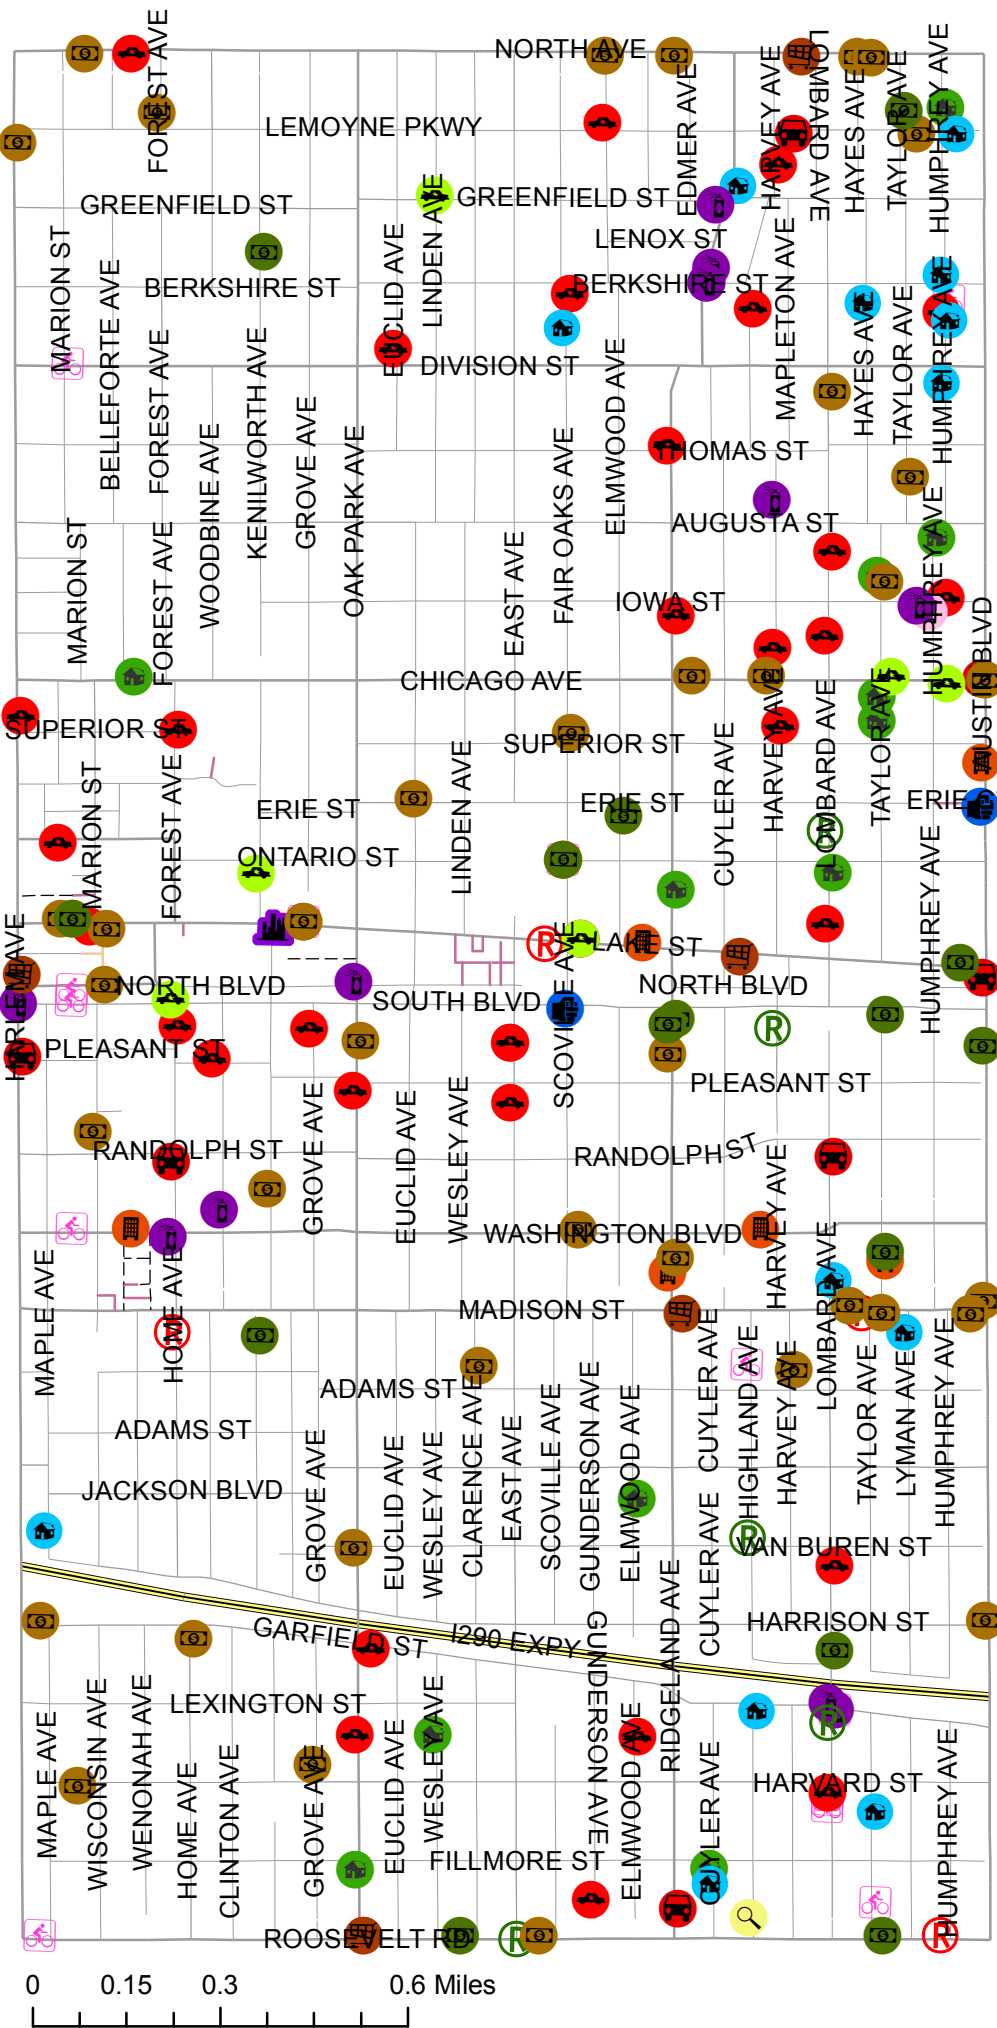 NORTH AVE
FOREST AVE
LEMOYNE PKWY
EDMER AVE
HARVEY AVE
LOMBARD AVE
HAYES AVE
TAYLOR AVE
HUMPHREY AVE
GREENFIELD ST
GREENFIELD ST
LINDEN AVE
EUCLID AVE
LENOX ST
MARION ST
BELLEFORTE AVE
BERKSHIRE ST
BERKSHIRE ST
MAPLETON AVE
HAYES AVE
TAYLOR AVE
HUMPHREY AVE
DIVISION ST
FOREST AVE
WOODBINE AVE
KENILWORTH AVE
GROVE AVE
OAK PARK AVE
FAIR OAKS AVE
ELMWOOD AVE
THOMAS ST
AUGUSTA ST
MARION ST
FOREST AVE
EAST AVE
IOWA ST
HUMPHREY AVE
AUSTIN BLVD
CHICAGO AVE
SUPERIOR ST
SUPERIOR ST
CUYLER AVE
HARVEY AVE
LOMBARD AVE
TAYLOR AVE
MARION ST
FOREST AVE
ERIE ST
LINDEN AVE
ERIE ST
ERIE
ONTARIO ST
HUMPHREY AVE
HARLEM AVE
LAKE ST
NORTH BLVD
NORTH BLVD
SOUTH BLVD
SCOVILLE AVE
PLEASANT ST
PLEASANT ST
RANDOLPH ST
RANDOLPH ST
GROVE AVE
EUCLID AVE
WESLEY AVE
HARVEY AVE
WASHINGTON BLVD
MAPLE AVE
HOME AVE
MADISON ST
LOMBARD AVE
ADAMS ST
ADAMS ST
CUYLER AVE
HIGHLAND AVE
HARVEY AVE
TAYLOR AVE
LYMAN AVE
HUMPHREY AVE
JACKSON BLVD
GROVE AVE
EUCLID AVE
WESLEY AVE
CLARENCE AVE
EAST AVE
SCOVILLE AVE
GUNDERSON AVE
ELMWOOD AVE
CUYLER AVE
VAN BUREN ST
HARRISON ST
GARFIELD ST
I290 EXPY
GUNDERSON AVE
RIDGELAND AVE
LEXINGTON ST
MAPLE AVE
WISCONSIN AVE
WENONAH AVE
HOME AVE
CLINTON AVE
GROVE AVE
EUCLID AVE
WESLEY AVE
ELMWOOD AVE
CUYLER AVE
HARVARD ST
HUMPHREY AVE
FILLMORE ST
ROOSEVELT RD
0 0.15 0.3 0.6 Miles